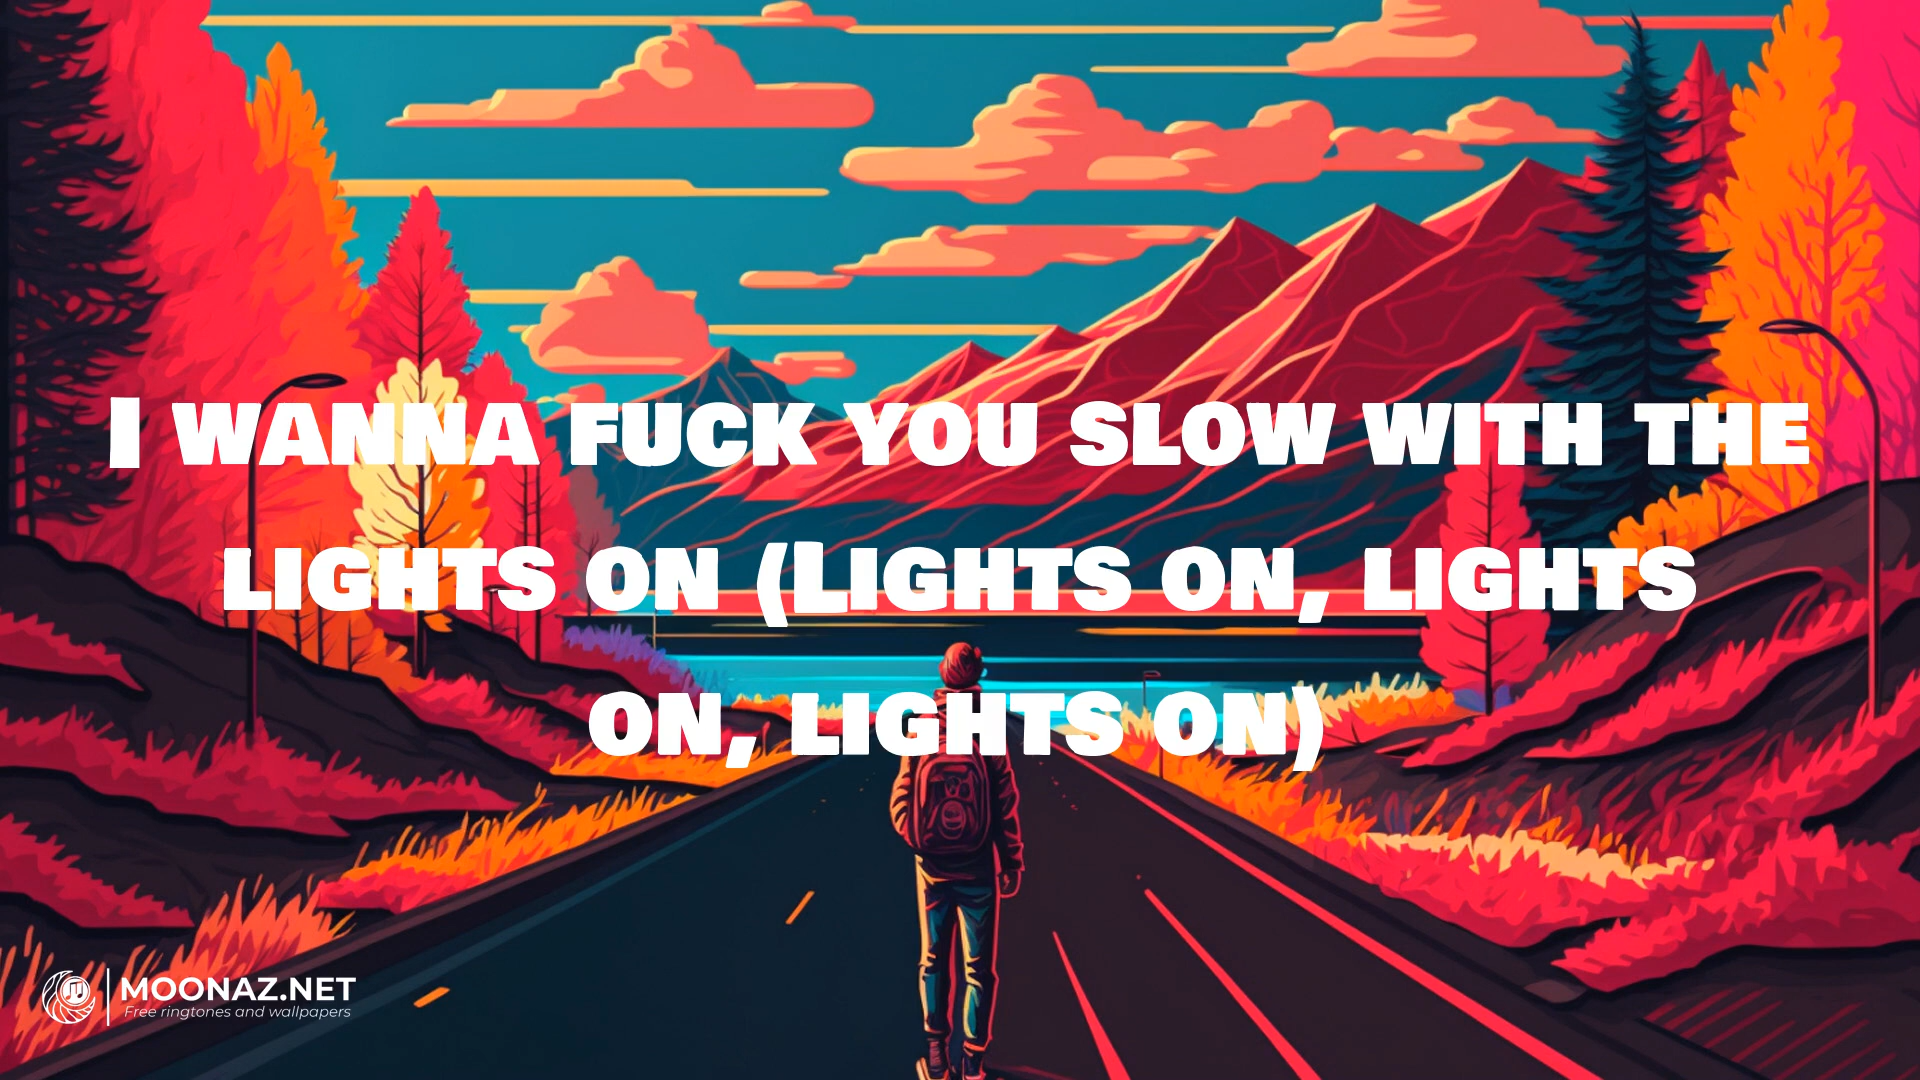 I wanna fuck you slow with the
lights on (Lights on, lights
on, lights on)
MOONAZ.NET
Free ringtones and wallpapers